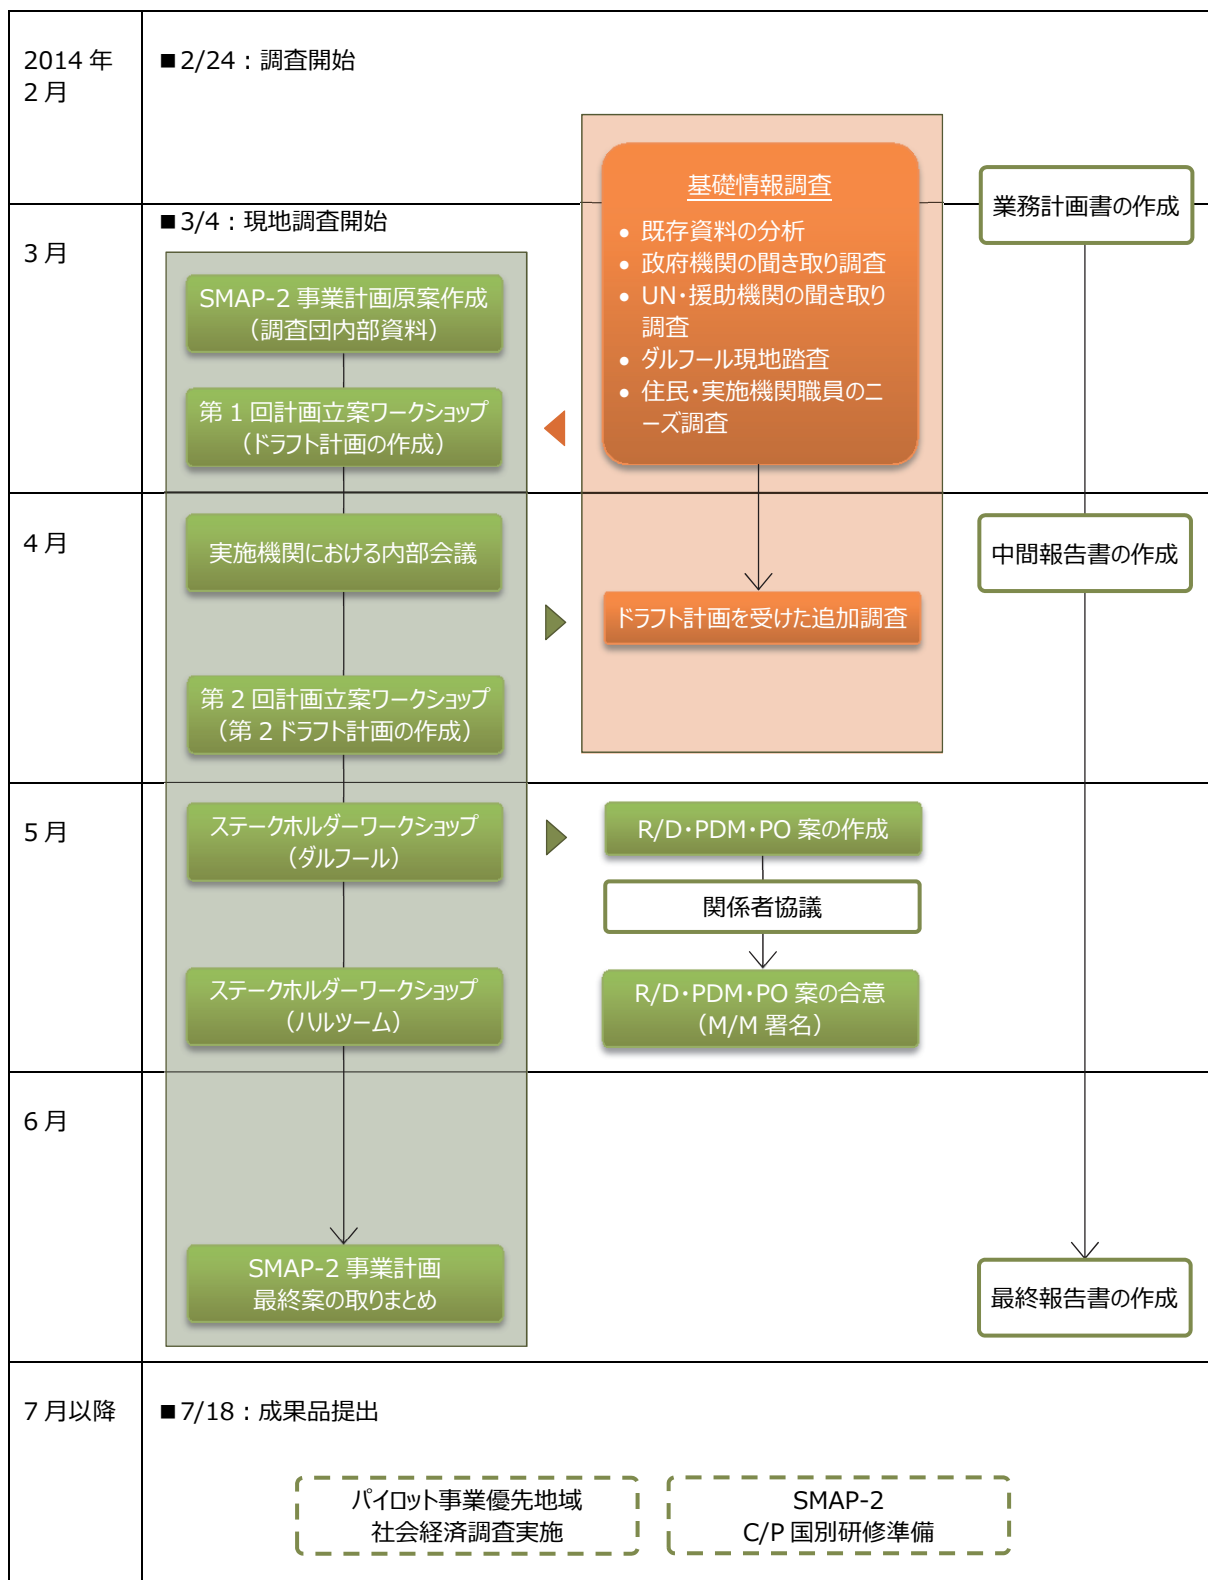 2014 年
2 月
■2/24：調査開始
基礎情報調査
• 既存資料の分析
• 政府機関の聞き取り調査
• UN・援助機関の聞き取り
調査
• ダルフール現地踏査
• 住民・実施機関職員のニ
ーズ調査
業務計画書の作成
3 月
■3/4：現地調査開始
SMAP-2 事業計画原案作成
（調査団内部資料）
第 1 回計画立案ワークショップ
（ドラフト計画の作成）
4 月
実施機関における内部会議
中間報告書の作成
ドラフト計画を受けた追加調査
第 2 回計画立案ワークショップ
（第 2 ドラフト計画の作成）
5 月
ステークホルダーワークショップ
（ダルフール）
R/D・PDM・PO 案の作成
関係者協議
ステークホルダーワークショップ
（ハルツーム）
R/D・PDM・PO 案の合意
（M/M 署名）
6 月
SMAP-2 事業計画
最終案の取りまとめ
最終報告書の作成
7 月以降
■7/18：成果品提出
パイロット事業優先地域
社会経済調査実施
SMAP-2
C/P 国別研修準備